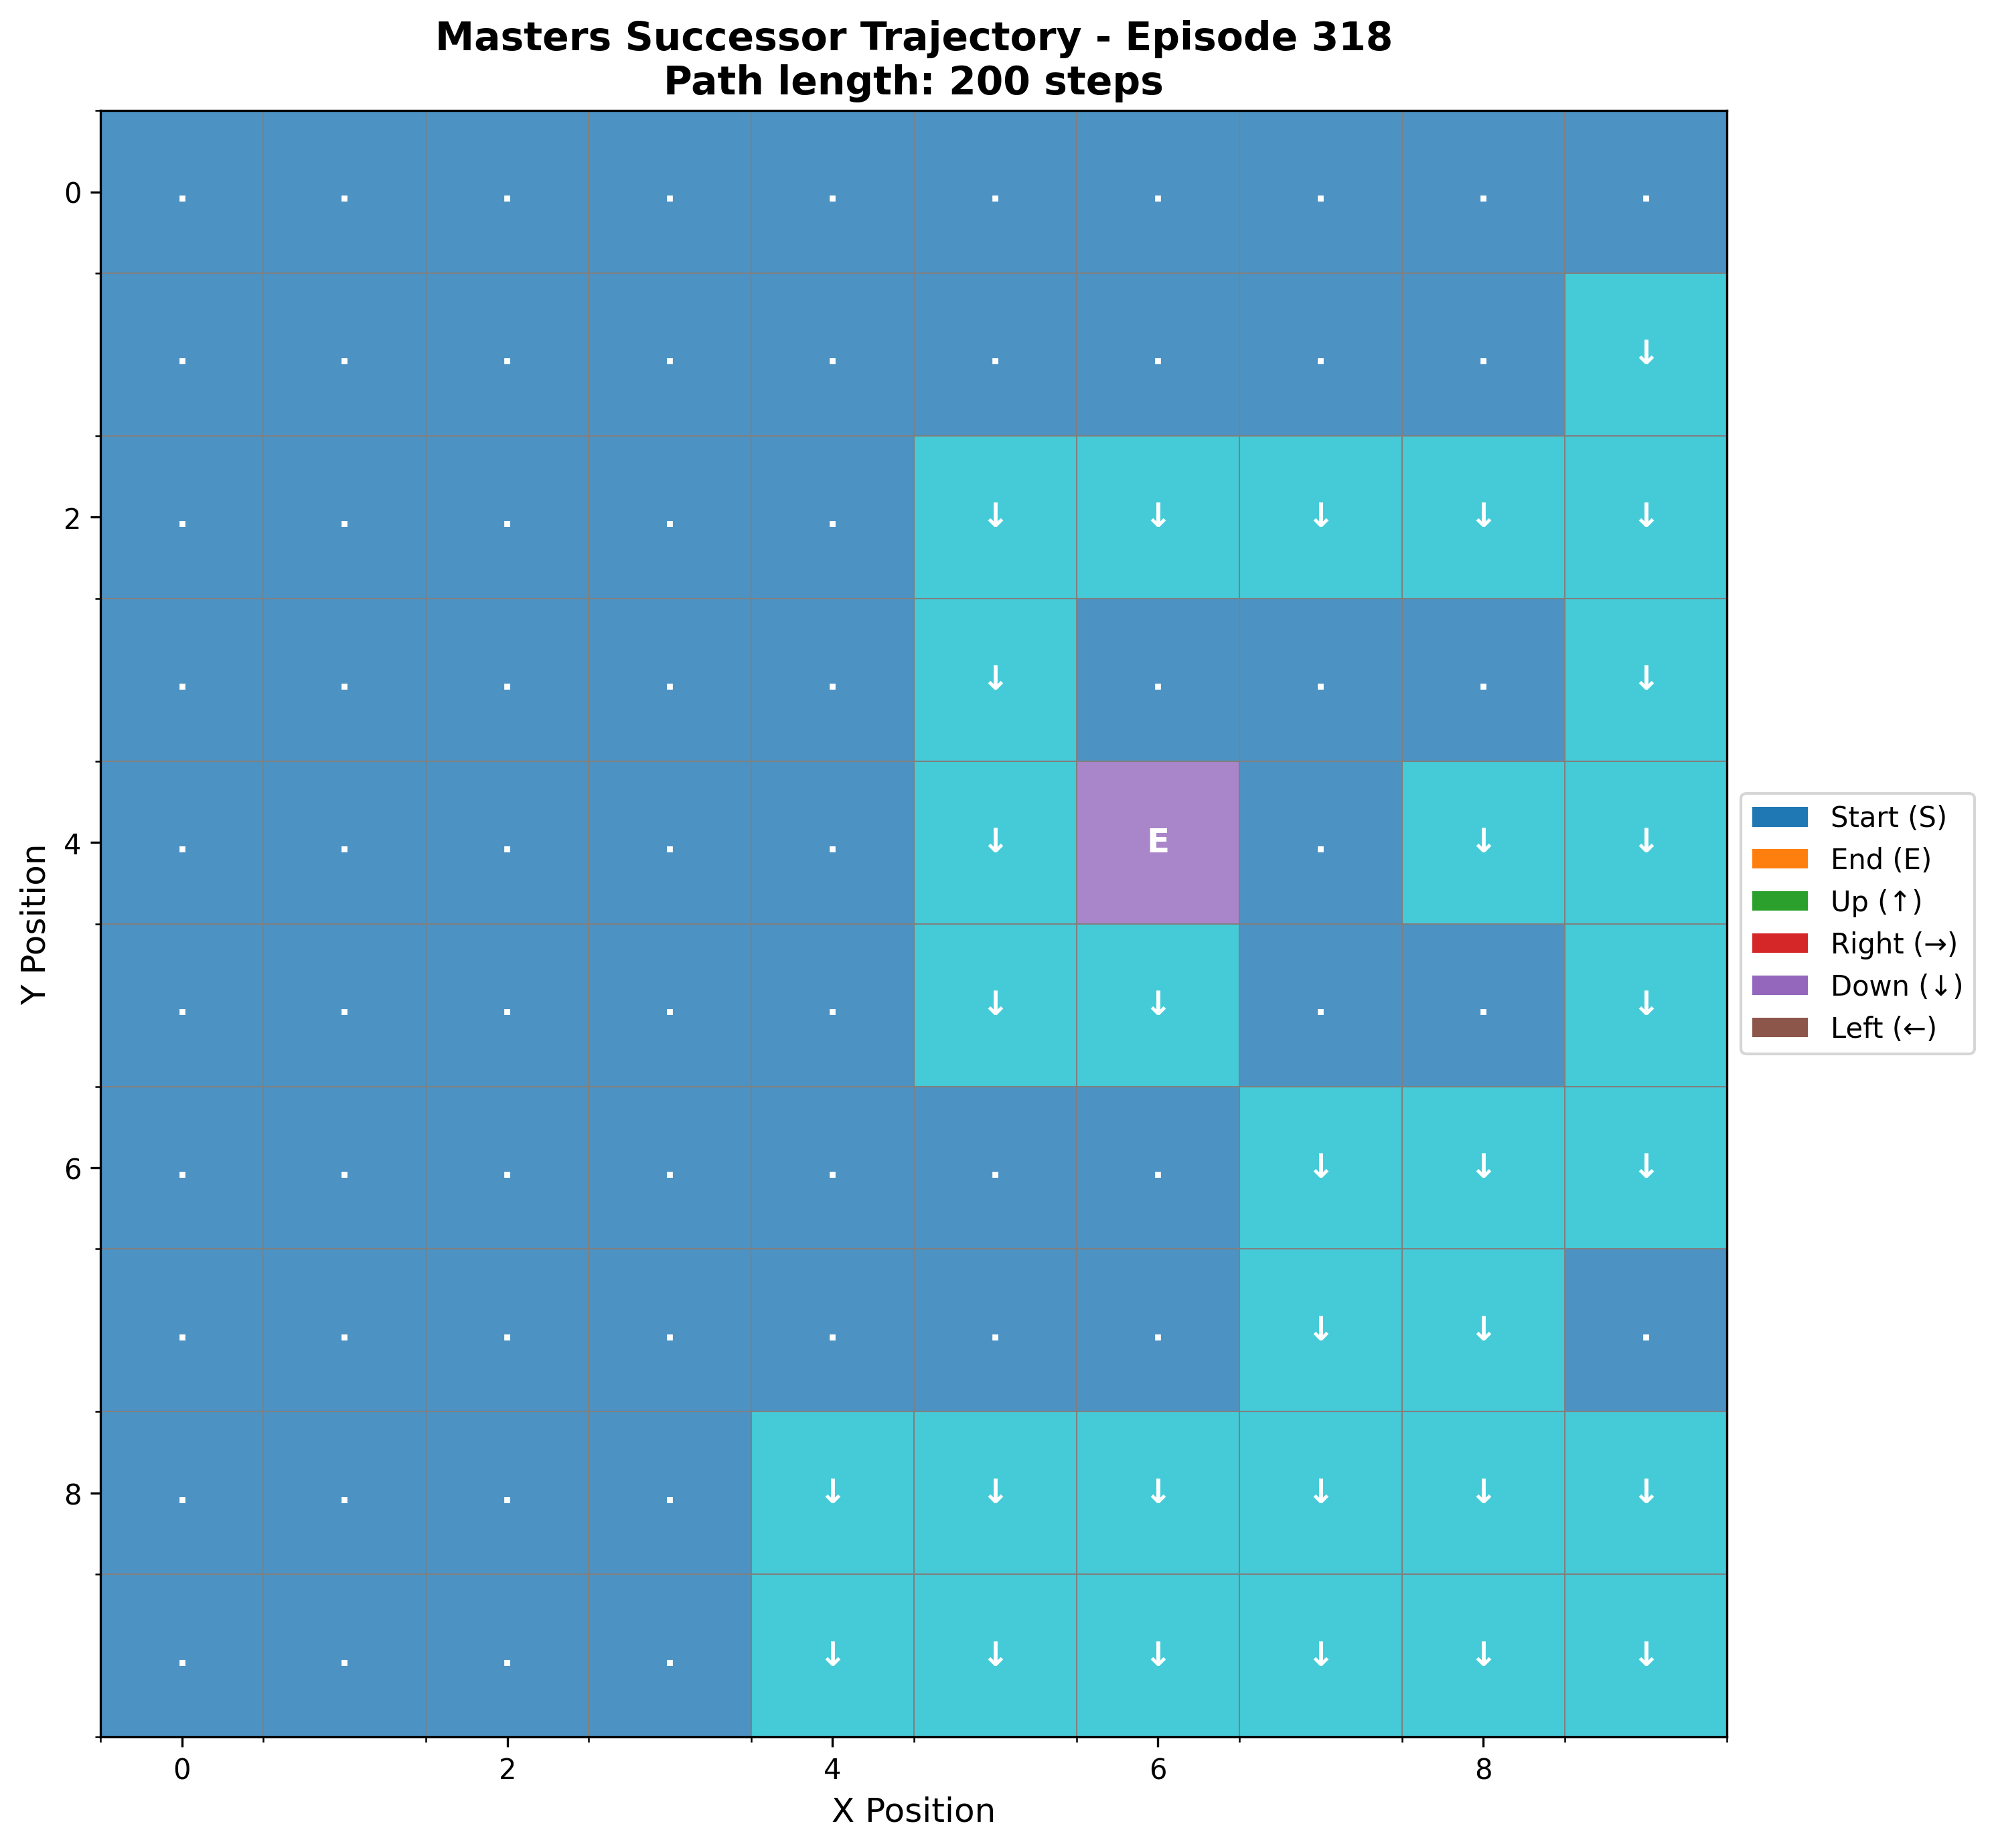 Masters Successor Trajectory - Episode 318
Path length: 200 steps
0 . . . . . . . . . .
. . . . . . . . . ↓
2 . . . . . ↓ ↓ ↓ ↓ ↓
. . . . . ↓ . . . ↓
4 . . . . . ↓ E . ↓ ↓
. . . . . ↓ ↓ . . ↓
6 . . . . . . . ↓ ↓ ↓
. . . . . . . ↓ ↓ .
8 . . . . ↓ ↓ ↓ ↓ ↓ ↓
. . . . ↓ ↓ ↓ ↓ ↓ ↓
0 2 4 6 8
X Position
Y Position
Start (S)
End (E)
Up (↑)
Right (→)
Down (↓)
Left (←)